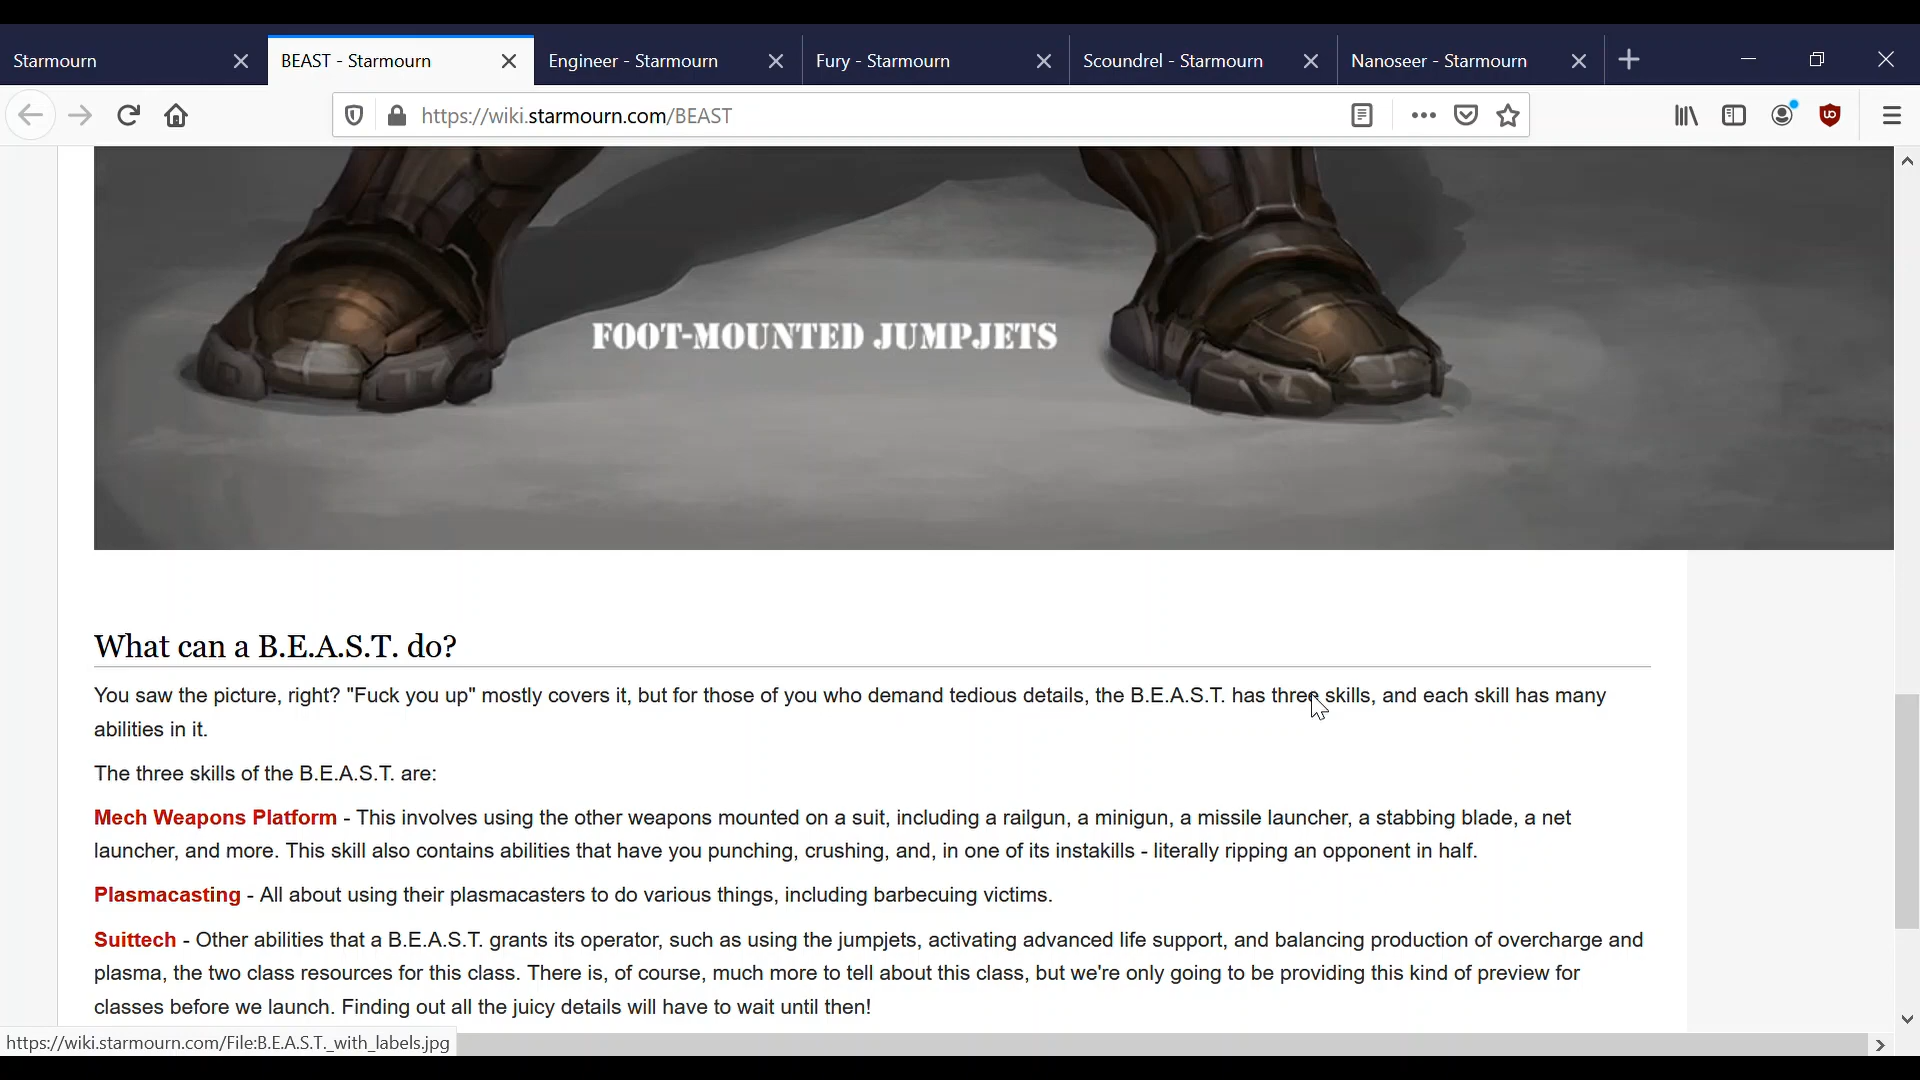 Starmourn
BEAST - Starmourn
Engineer - Starmourn
Fury - Starmourn
Scoundrel - Starmourn
Nanoseer - Starmourn
https://wiki.starmourn.com/BEAST
FOOT-MOUNTED JUMPJETS
What can a B.E.A.S.T. do?
You saw the picture, right? "Fuck you up" mostly covers it, but for those of you who demand tedious details, the B.E.A.S.T. has three skills, and each skill has many
abilities in it.
The three skills of the B.E.A.S.T. are:
Mech Weapons Platform - This involves using the other weapons mounted on a suit, including a railgun, a minigun, a missile launcher, a stabbing blade, a net
launcher, and more. This skill also contains abilities that have you punching, crushing, and, in one of its instakills - literally ripping an opponent in half.
Plasmacasting - All about using their plasmacasters to do various things, including barbecuing victims.
Suittech - Other abilities that a B.E.A.S.T. grants its operator, such as using the jumpjets, activating advanced life support, and balancing production of overcharge and
plasma, the two class resources for this class. There is, of course, much more to tell about this class, but we're only going to be providing this kind of preview for
classes before we launch. Finding out all the juicy details will have to wait until then!
https://wiki.starmourn.com/File:B.E.A.S.T._with_labels.jpg